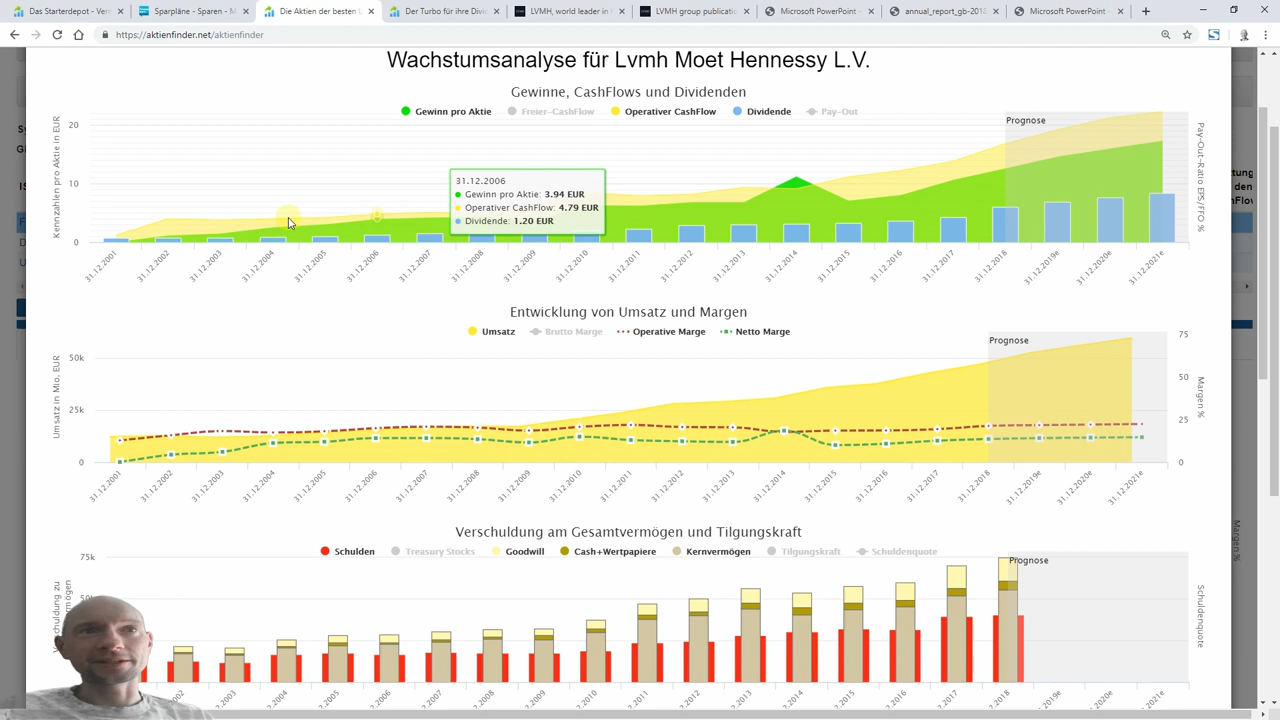 Das Starterdepot - Vern
Sparpläne - Sparen - M
Die Aktien der besten U
Der Turbo für ihre Divid
LVMH, world leader in h
LVMH group publication
Microsoft PowerPoint -
annual_report_gb-2018
Microsoft PowerPoint -
https://aktienfinder.net/aktienfinder
Wachstumsanalyse für Lvmh Moet Hennessy L.V.
Gewinne, CashFlows und Dividenden
Gewinn pro Aktie Freier-CashFlow Operativer CashFlow Dividende Pay-Out
Kennzahlen pro Aktie in EUR
20
10
0
Prognose
Pay-Out-Ratio EPS/FFO %
31.12.2006
Gewinn pro Aktie: 3.94 EUR
Operativer CashFlow: 4.79 EUR
Dividende: 1.20 EUR
31.12.2001 31.12.2002 31.12.2003 31.12.2004 31.12.2005 31.12.2006 31.12.2007 31.12.2008 31.12.2009 31.12.2010 31.12.2011 31.12.2012 31.12.2013 31.12.2014 31.12.2015 31.12.2016 31.12.2017 31.12.2018 31.12.2019e 31.12.2020e 31.12.2021e
Entwicklung von Umsatz und Margen
Umsatz Brutto Marge Operative Marge Netto Marge
Umsatz in Mio. EUR
50k
25k
0
Prognose
75
50
25
0
Margen %
31.12.2001 31.12.2002 31.12.2003 31.12.2004 31.12.2005 31.12.2006 31.12.2007 31.12.2008 31.12.2009 31.12.2010 31.12.2011 31.12.2012 31.12.2013 31.12.2014 31.12.2015 31.12.2016 31.12.2017 31.12.2018 31.12.2019e 31.12.2020e 31.12.2021e
Verschuldung am Gesamtvermögen und Tilgungskraft
Schulden Treasury Stocks Goodwill Cash+Wertpapiere Kernvermögen Tilgungskraft Schuldenquote
75k
Prognose
Schuldenquote
Margen %